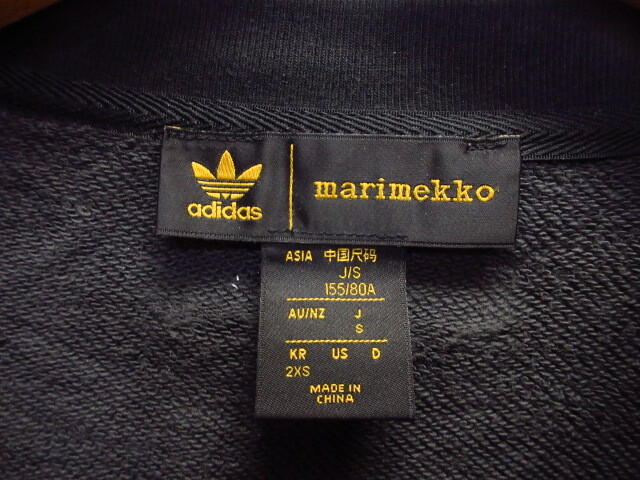 adidas | marimekko
ASIA 中国尺码
J/S
155/80A
AU/NZ J
S
KR US D
2XS
MADE IN
CHINA